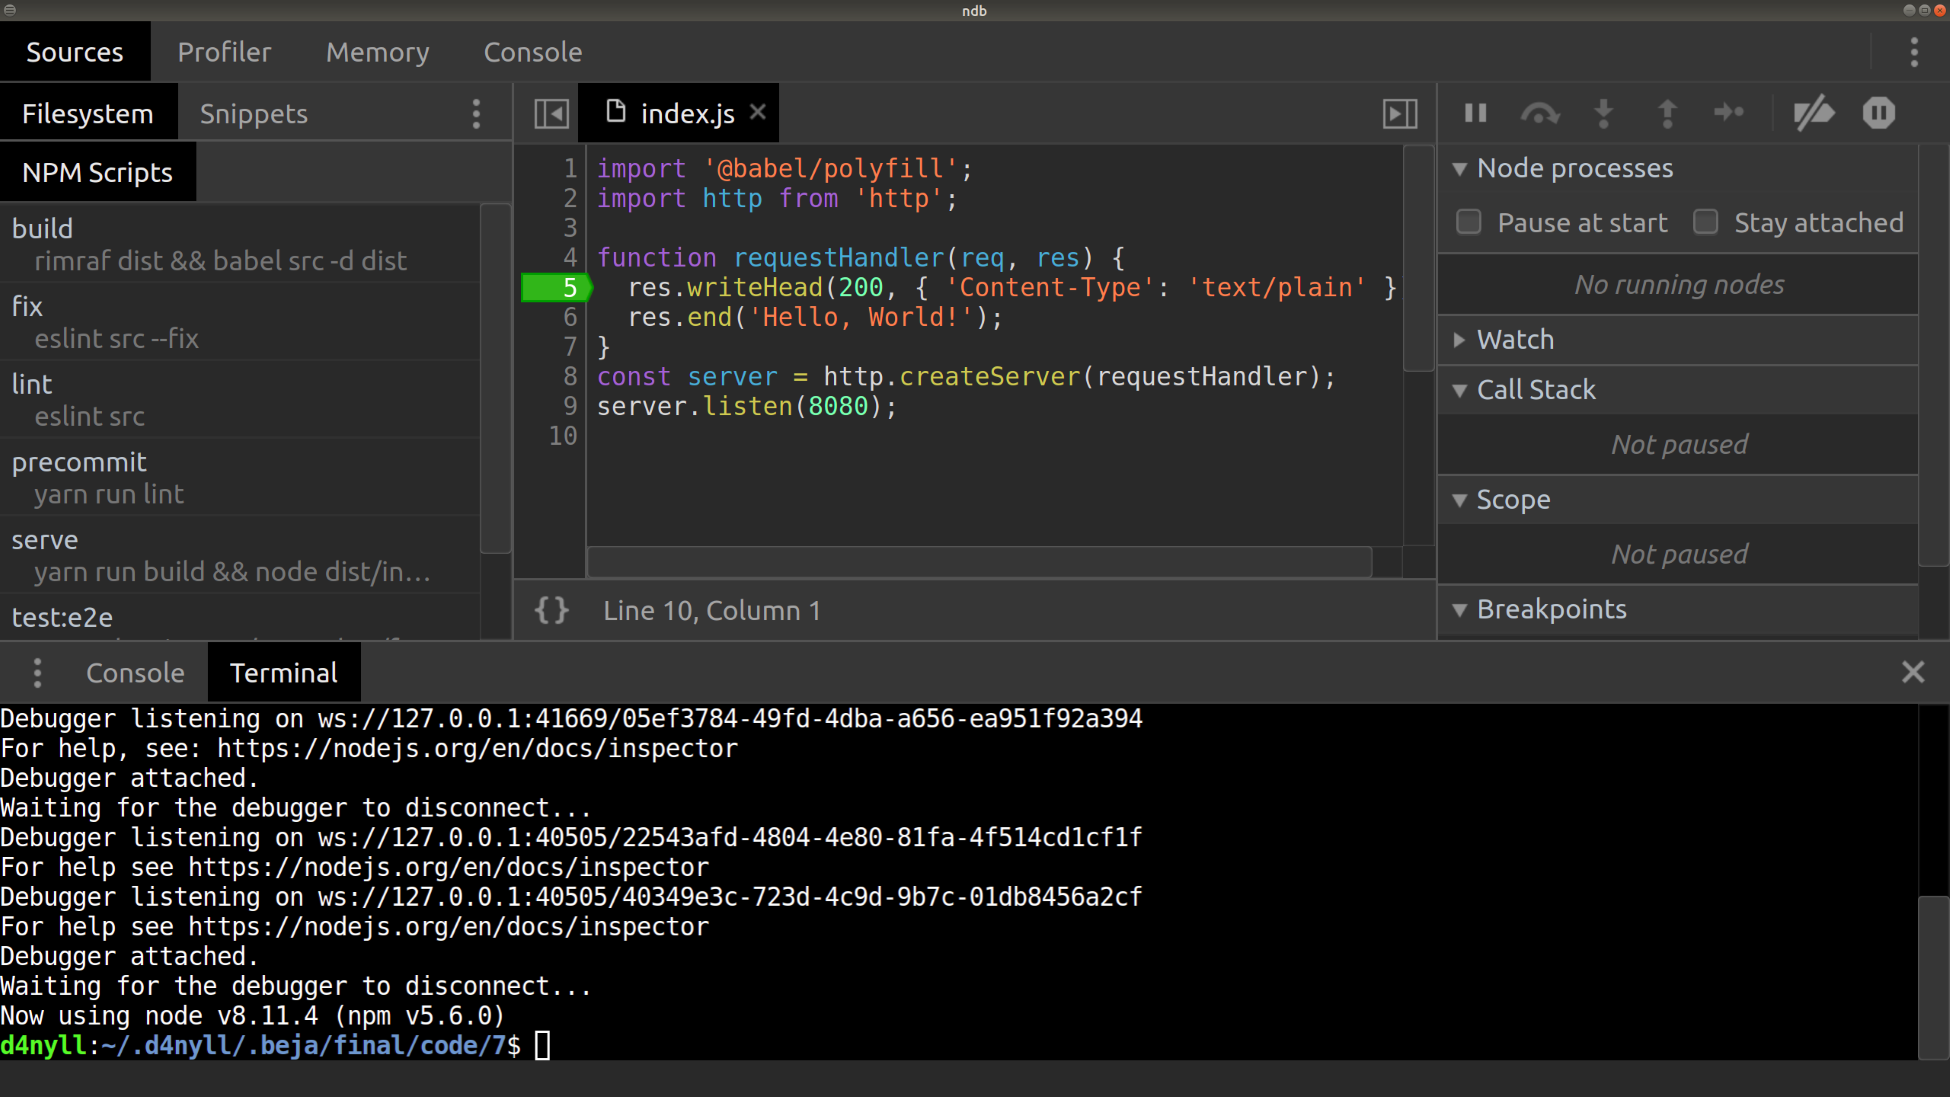 ndb
Sources Profiler Memory Console
Filesystem Snippets
NPM Scripts
build
rimraf dist && babel src -d dist
fix
eslint src --fix
lint
eslint src
precommit
yarn run lint
serve
yarn run build && node dist/in…
test:e2e
index.js
1 import '@babel/polyfill';
2 import http from 'http';
3
4 function requestHandler(req, res) {
5 res.writeHead(200, { 'Content-Type': 'text/plain' }
6 res.end('Hello, World!');
7 }
8 const server = http.createServer(requestHandler);
9 server.listen(8080);
10
{} Line 10, Column 1
Node processes
Pause at start Stay attached
No running nodes
Watch
Call Stack
Not paused
Scope
Not paused
Breakpoints
Console Terminal
Debugger listening on ws://127.0.0.1:41669/05ef3784-49fd-4dba-a656-ea951f92a394
For help, see: https://nodejs.org/en/docs/inspector
Debugger attached.
Waiting for the debugger to disconnect...
Debugger listening on ws://127.0.0.1:40505/22543afd-4804-4e80-81fa-4f514cd1cf1f
For help see https://nodejs.org/en/docs/inspector
Debugger listening on ws://127.0.0.1:40505/40349e3c-723d-4c9d-9b7c-01db8456a2cf
For help see https://nodejs.org/en/docs/inspector
Debugger attached.
Waiting for the debugger to disconnect...
Now using node v8.11.4 (npm v5.6.0)
d4nyll:~/.d4nyll/.beja/final/code/7$